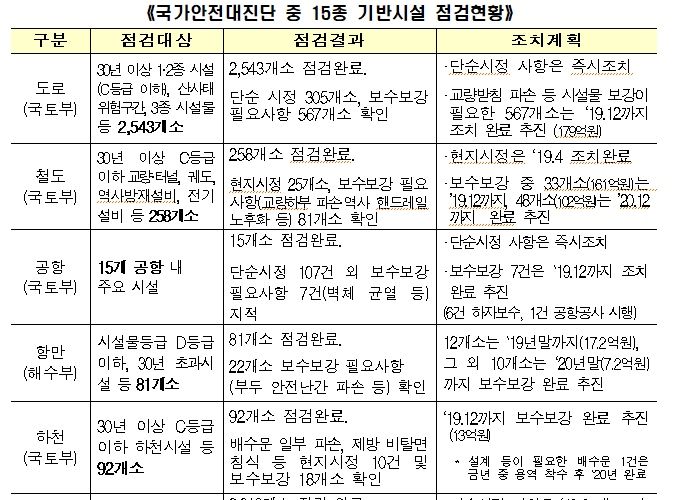 《국가안전대진단 중 15종 기반시설 점검현황》
구분 점검대상 점검결과 조치계획
도로
(국토부)
30년 이상 1·2종 시설
(C등급 이하), 산사태
위험구간, 3종 시설물
등 2,543개소
2,543개소 점검완료.
단순 시정 305개소, 보수보강
필요사항 567개소 확인
·단순시정 사항은 즉시조치
·교량받침 파손 등 시설물 보강이
필요한 567개소는 '19.12까지
조치 완료 추진 (179억원)
철도
(국토부)
30년 이상 C등급
이하 교량·터널, 궤도,
역사방재설비, 전기
설비 등 258개소
258개소 점검완료.
현지시정 25개소, 보수보강 필요
사항(교량하부 파손역사 핸드레일
노후화 등) 81개소 확인
·현지시정은 '19.4 조치완료
·보수보강 중 33개소(161억원)는
'19.12까지, 48개소(102억원)는 '20.12
까지 완료 추진
공항
(국토부)
15개 공항 내
주요 시설
15개소 점검완료.
단순시정 107건 외 보수보강
필요사항 7건(벽체 균열 등)
지적
·단순시정 사항은 즉시조치
·보수보강 7건은 '19.12까지 조치
완료 추진
(6건 하자보수, 1건 공항공사 시행)
항만
(해수부)
시설물등급 D등급
이하, 30년 초과시
설 등 81개소
81개소 점검완료.
22개소 보수보강 필요사항
(부두 안전난간 파손 등) 확인
12개소는 '19년말까지(17.2억원),
그 외 10개소는 '20년말(7.2억원)
까지 보수보강 완료 추진
하천
(국토부)
30년 이상 C등급
이하 하천시설 등
92개소
92개소 점검완료.
배수문 일부 파손, 제방 비탈면
침식 등 현지시정 10건 및
보수보강 18개소 확인
'19.12까지 보수보강 완료 추진
(13억원)
* 설계 등이 필요한 배수문 1건은
금년 중 용역 착수 후 '20년 완료